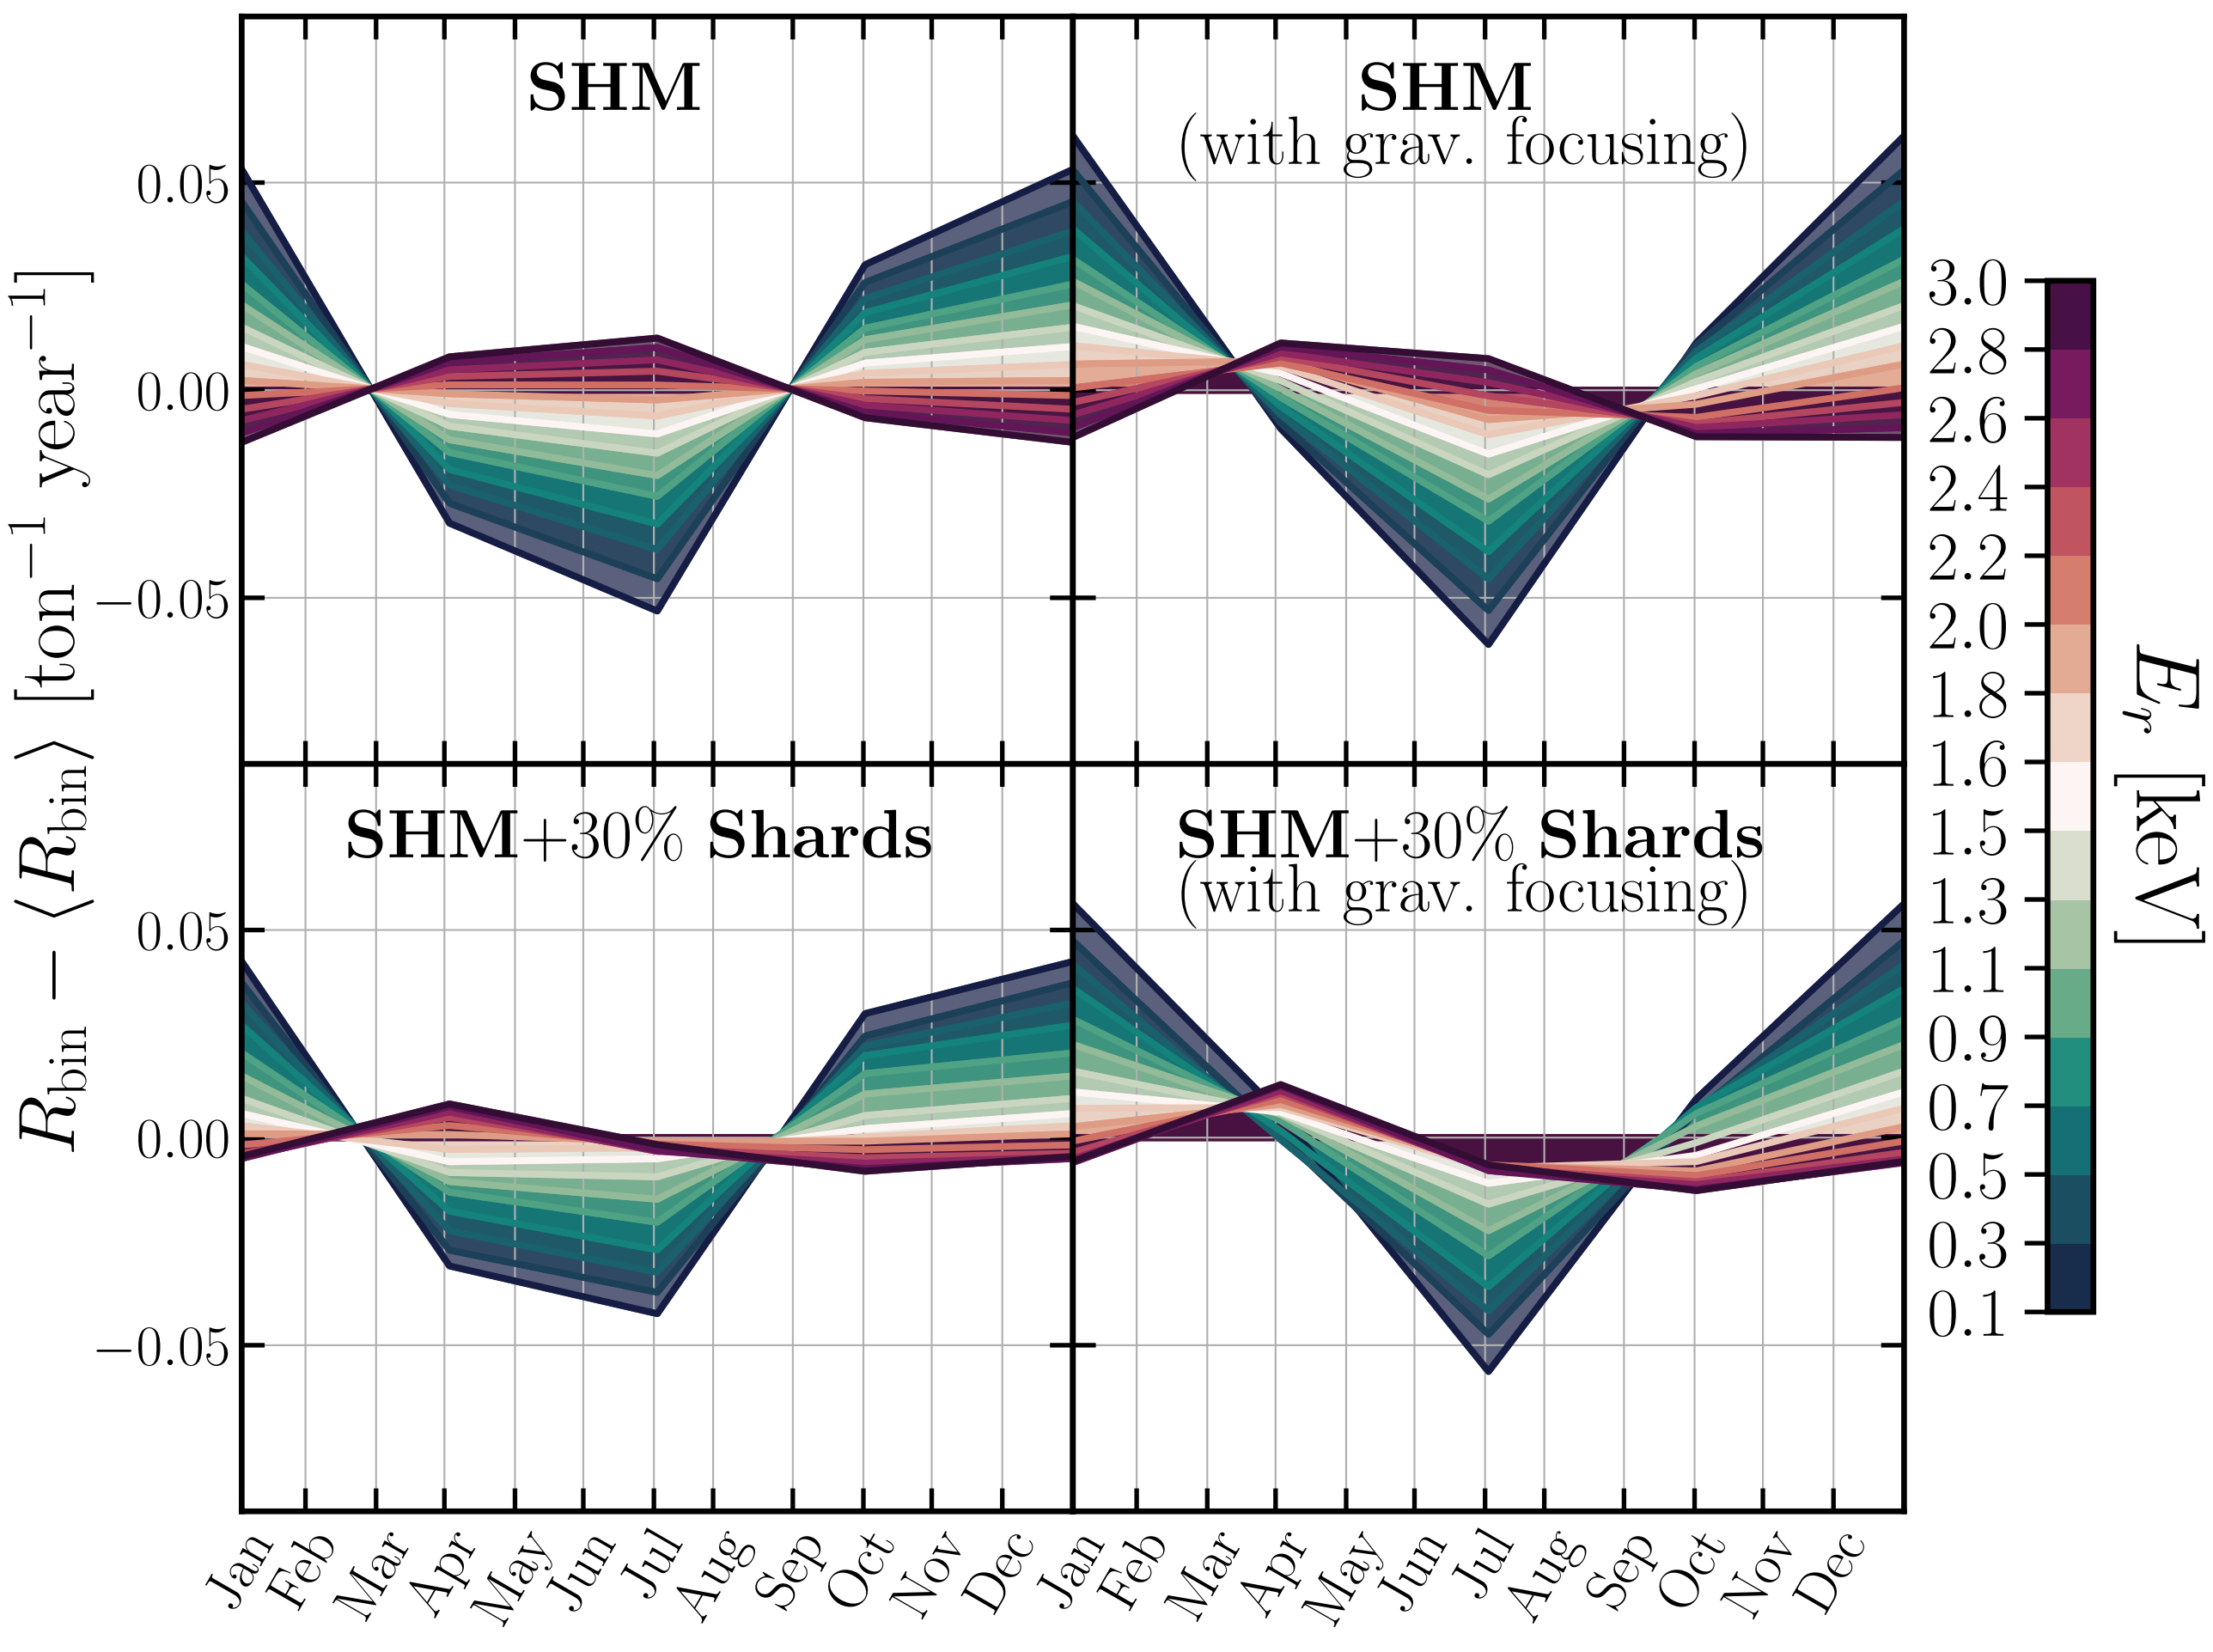 SHM
SHM
(with grav. focusing)
0.05
0.00
−0.05
R_bin − ⟨R_bin⟩ [ton⁻¹ year⁻¹]
SHM+30% Shards
SHM+30% Shards
(with grav. focusing)
0.05
0.00
−0.05
Jan Feb Mar Apr May Jun Jul Aug Sep Oct Nov Dec
Jan Feb Mar Apr May Jun Jul Aug Sep Oct Nov Dec
3.0
2.8
2.6
2.4
2.2
2.0
1.8
1.6
1.5
1.3
1.1
0.9
0.7
0.5
0.3
0.1
E_r [keV]